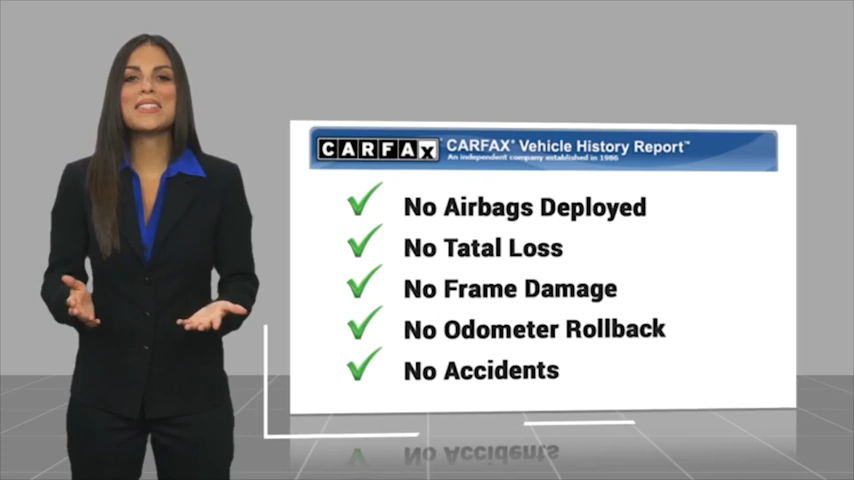 CARFAX CARFAX® Vehicle History Report™
An independent company established in 1986
No Airbags Deployed
No Tatal Loss
No Frame Damage
No Odometer Rollback
No Accidents
No Accidents